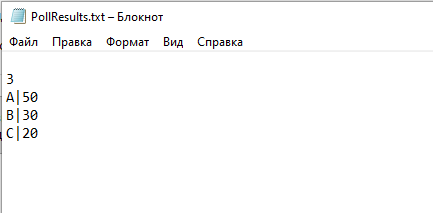 PollResults.txt – Блокнот
Файл Правка Формат Вид Справка
3
A|50
B|30
C|20